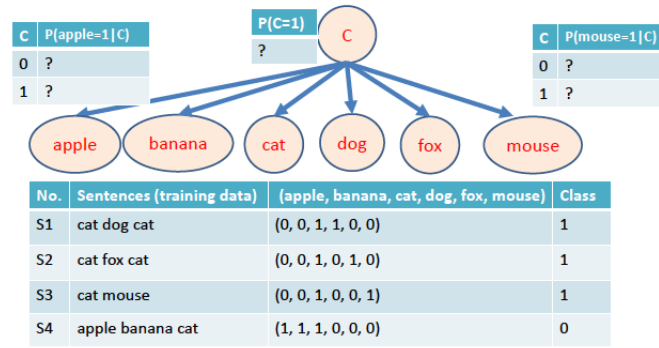 C P(apple=1|C)
0 ?
1 ?
P(C=1)
?
C
C P(mouse=1|C)
0 ?
1 ?
apple banana cat dog fox mouse
No. Sentences (training data) (apple, banana, cat, dog, fox, mouse) Class
S1 cat dog cat (0, 0, 1, 1, 0, 0) 1
S2 cat fox cat (0, 0, 1, 0, 1, 0) 1
S3 cat mouse (0, 0, 1, 0, 0, 1) 1
S4 apple banana cat (1, 1, 1, 0, 0, 0) 0